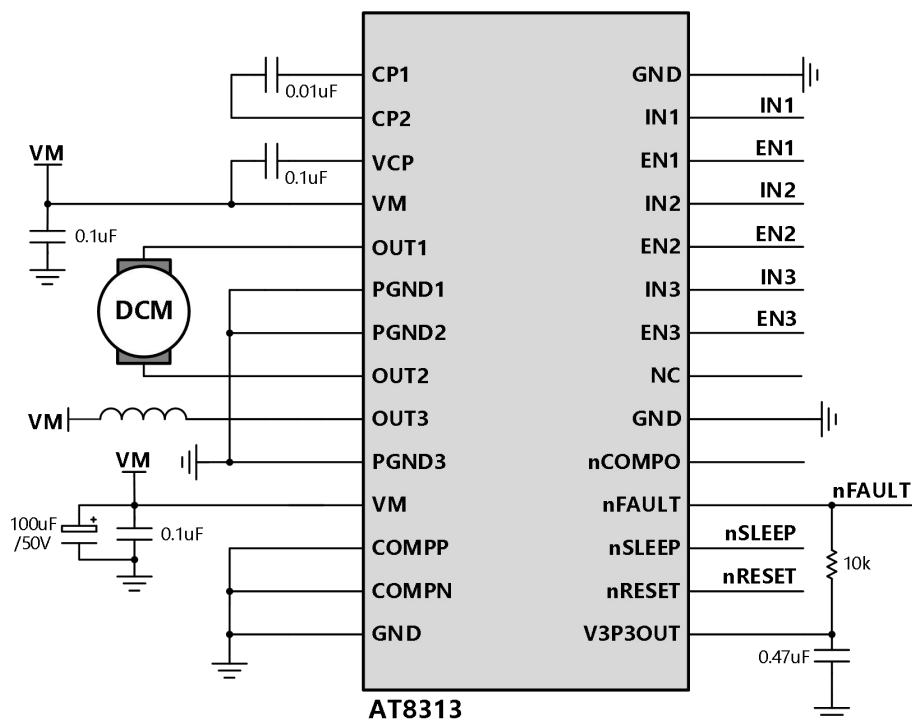 CP1
GND
0.01uF
IN1
CP2
IN1
EN1
VM
VCP
EN1
0.1uF
IN2
VM
IN2
0.1uF
EN2
OUT1
EN2
IN3
PGND1
IN3
DCM
EN3
PGND2
EN3
OUT2
NC
VM
OUT3
GND
VM
PGND3
nCOMPO
nFAULT
VM
nFAULT
100uF
/50V
+
0.1uF
nSLEEP
COMPP
nSLEEP
10k
nRESET
COMPN
nRESET
GND
V3P3OUT
0.47uF
AT8313